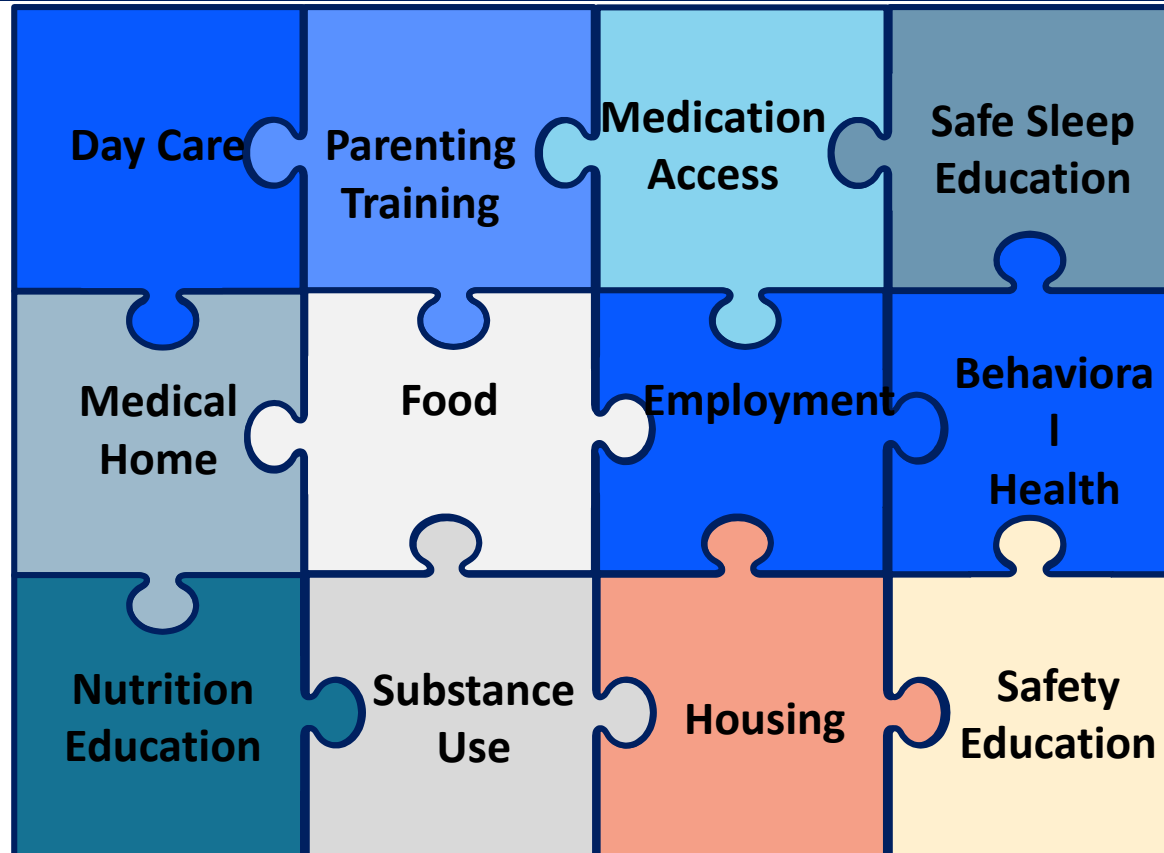 Day Care
Parenting
Training
Medication
Access
Safe Sleep
Education
Medical
Home
Food
Employment
Behaviora
l
Health
Nutrition
Education
Substance
Use
Housing
Safety
Education